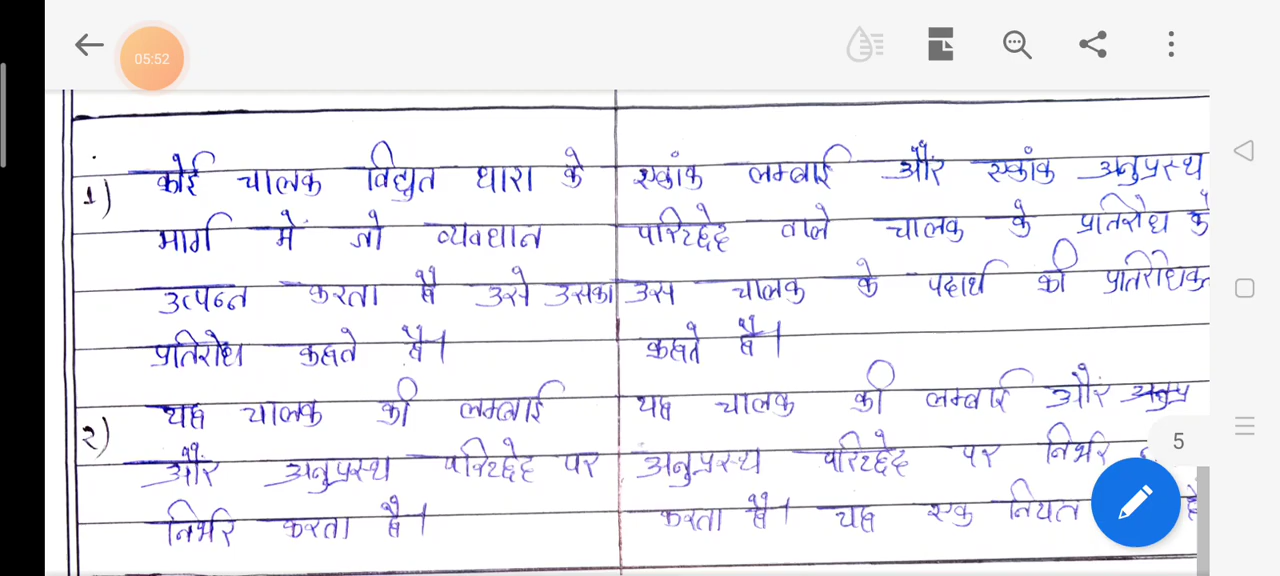 05:52
1) कोई चालक विद्युत धारा के
मार्ग में जो व्यवधान
उत्पन्न करता है उसे उसका
प्रतिरोध कहते है।
एकांक लम्बाई और एकांक अनुप्रस्थ
परिच्छेद वाले चालक के प्रतिरोध के
उस चालक के पदार्थ की प्रतिरोधक
कहते है।
2) यह चालक की लम्बाई
और अनुप्रस्थ परिच्छेद पर
निर्भर करता है।
यह चालक की लम्बाई और अनुप्र
अनुप्रस्थ परिच्छेद पर निर्भर
करता है। यह एक नियत है
5